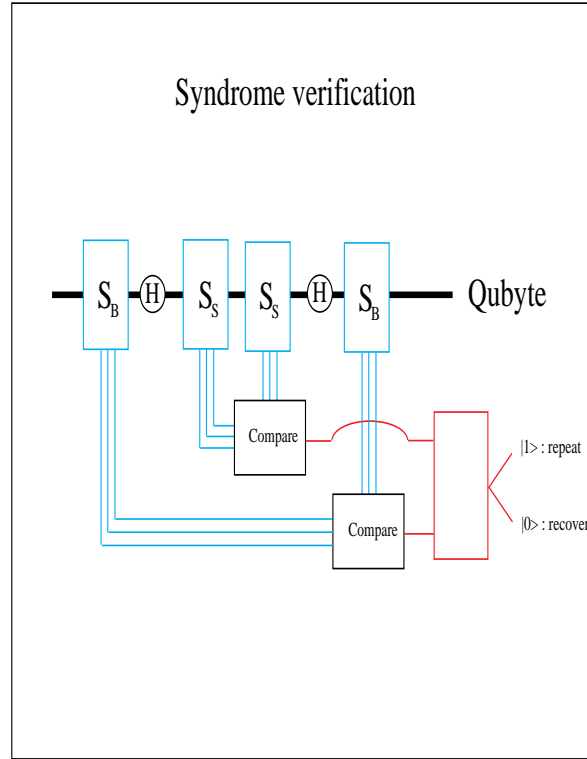 Syndrome verification
S_B H S_S S_S H S_B Qubyte
Compare
|1> : repeat
|0> : recover
Compare